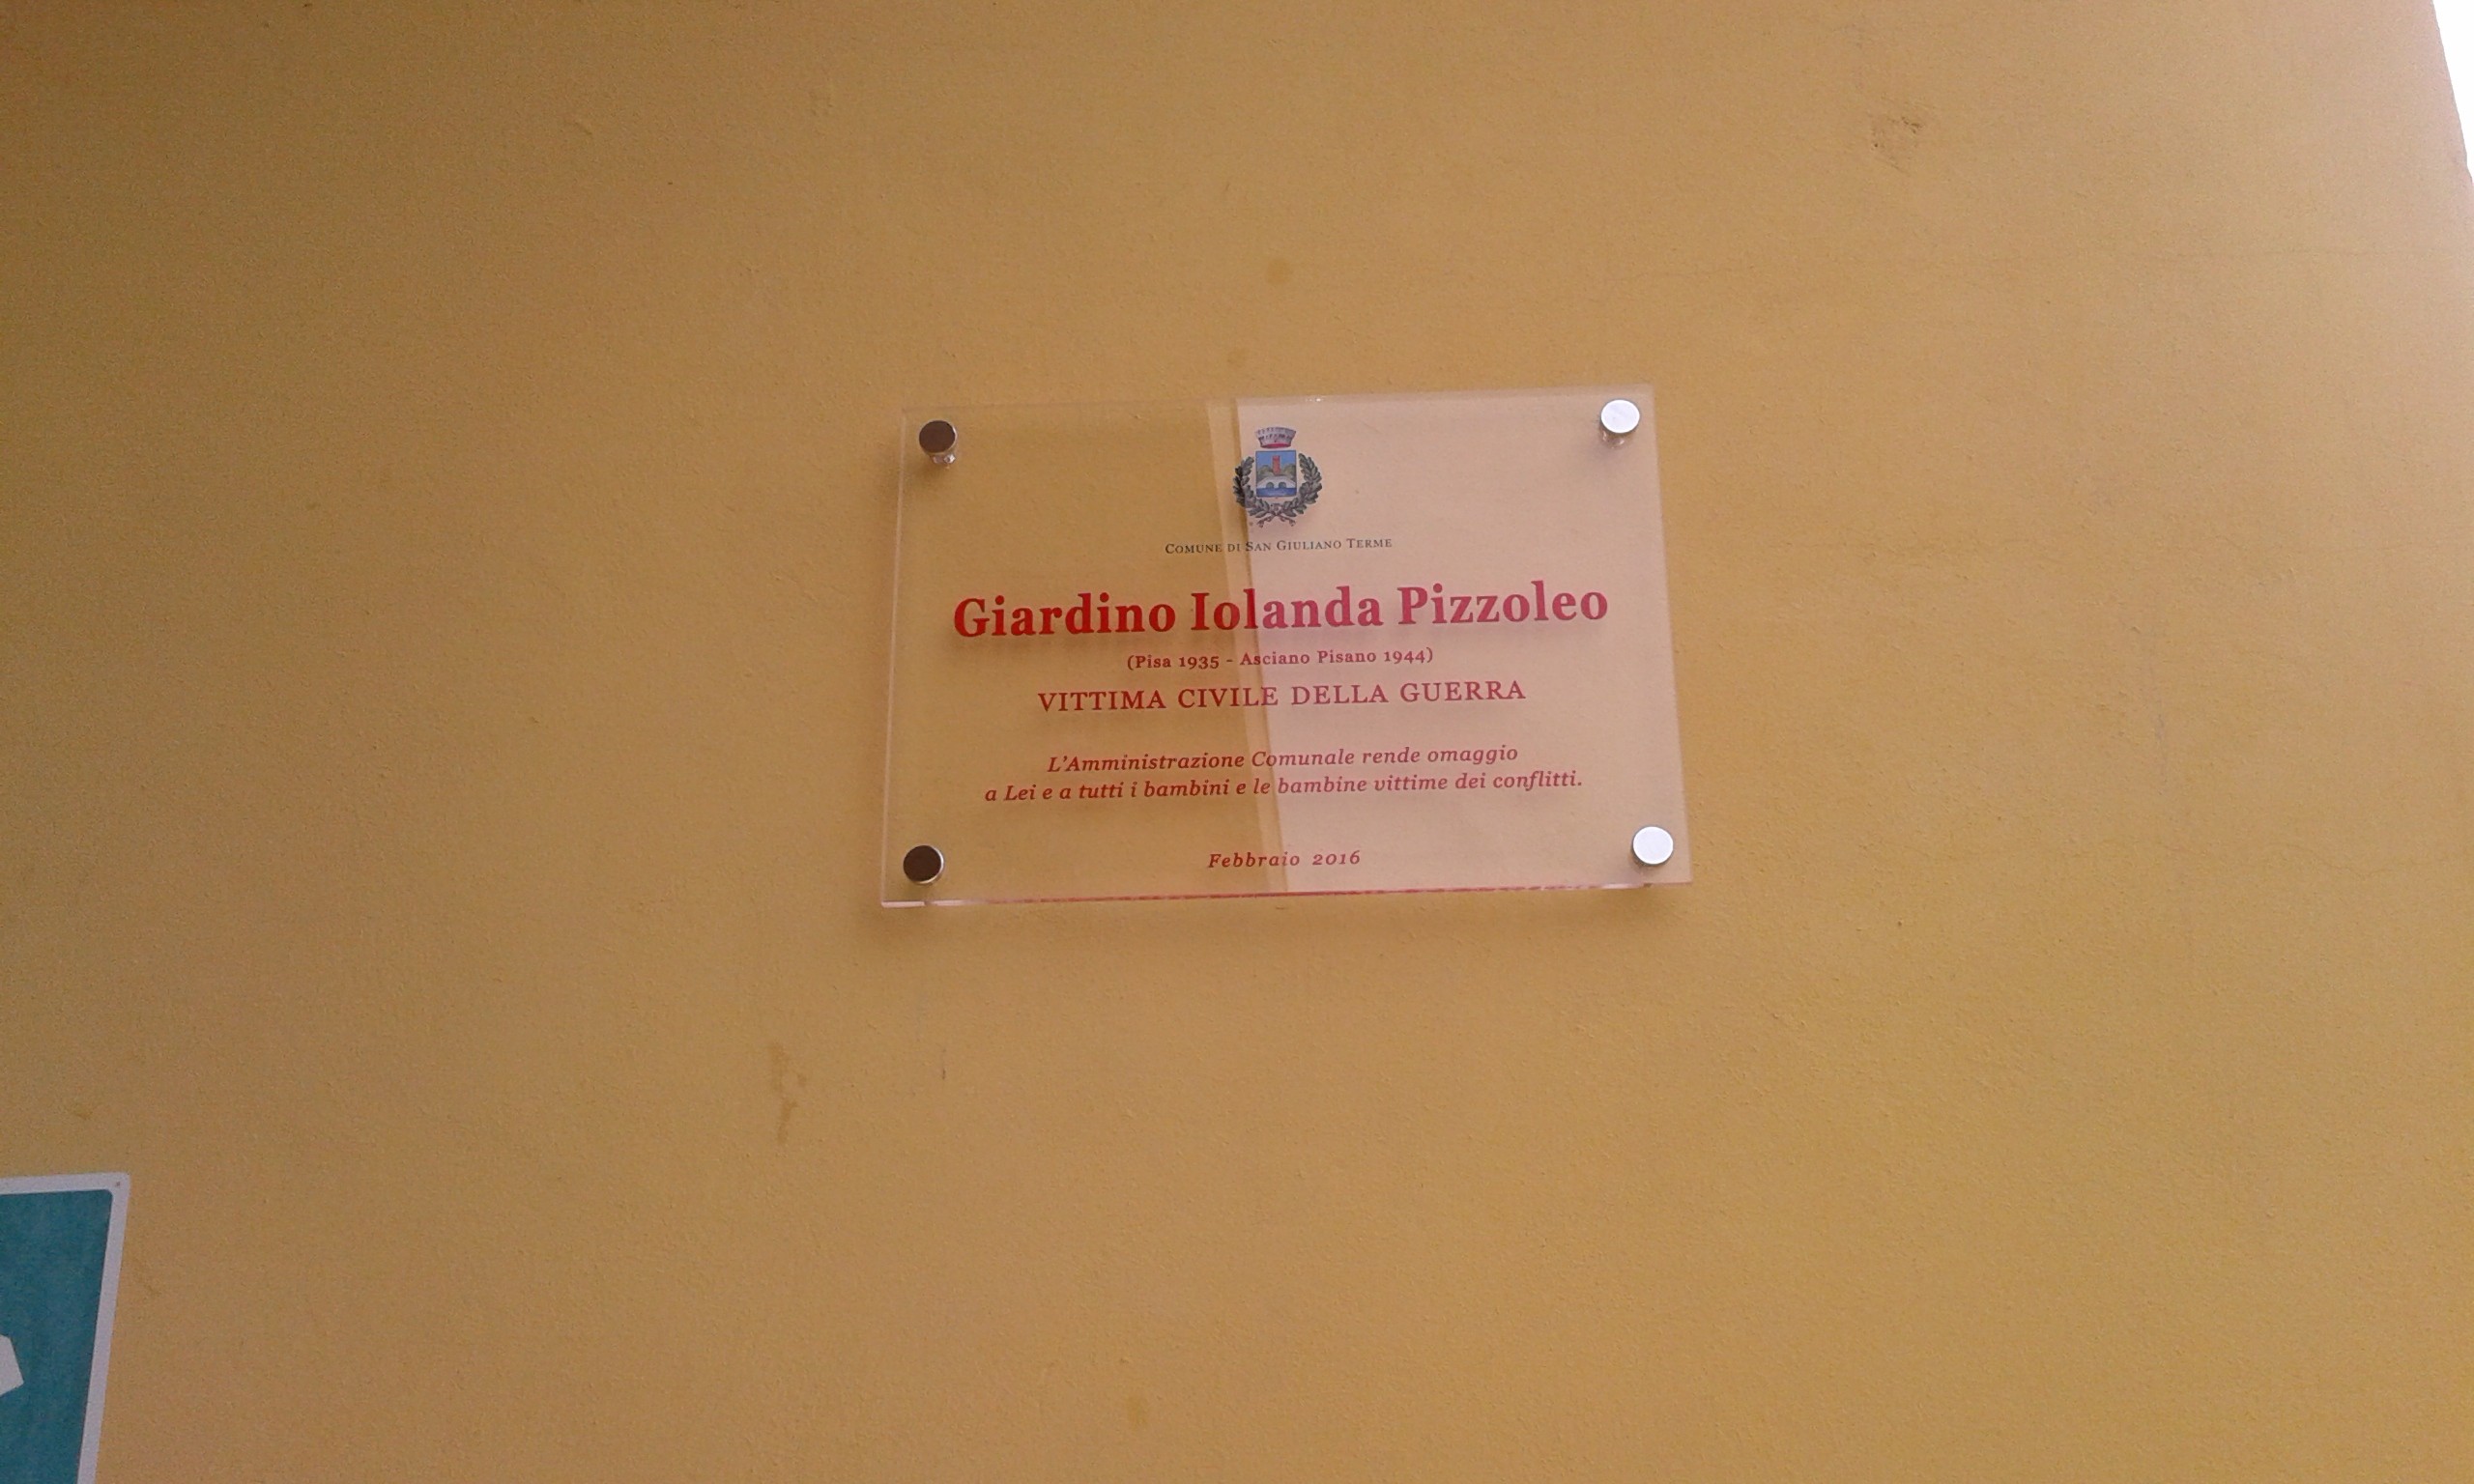 Comune di San Giuliano Terme
Giardino Iolanda Pizzoleo
(Pisa 1935 - Asciano Pisano 1944)
VITTIMA CIVILE DELLA GUERRA
L'Amministrazione Comunale rende omaggio
a Lei e a tutti i bambini e le bambine vittime dei conflitti.
Febbraio 2016